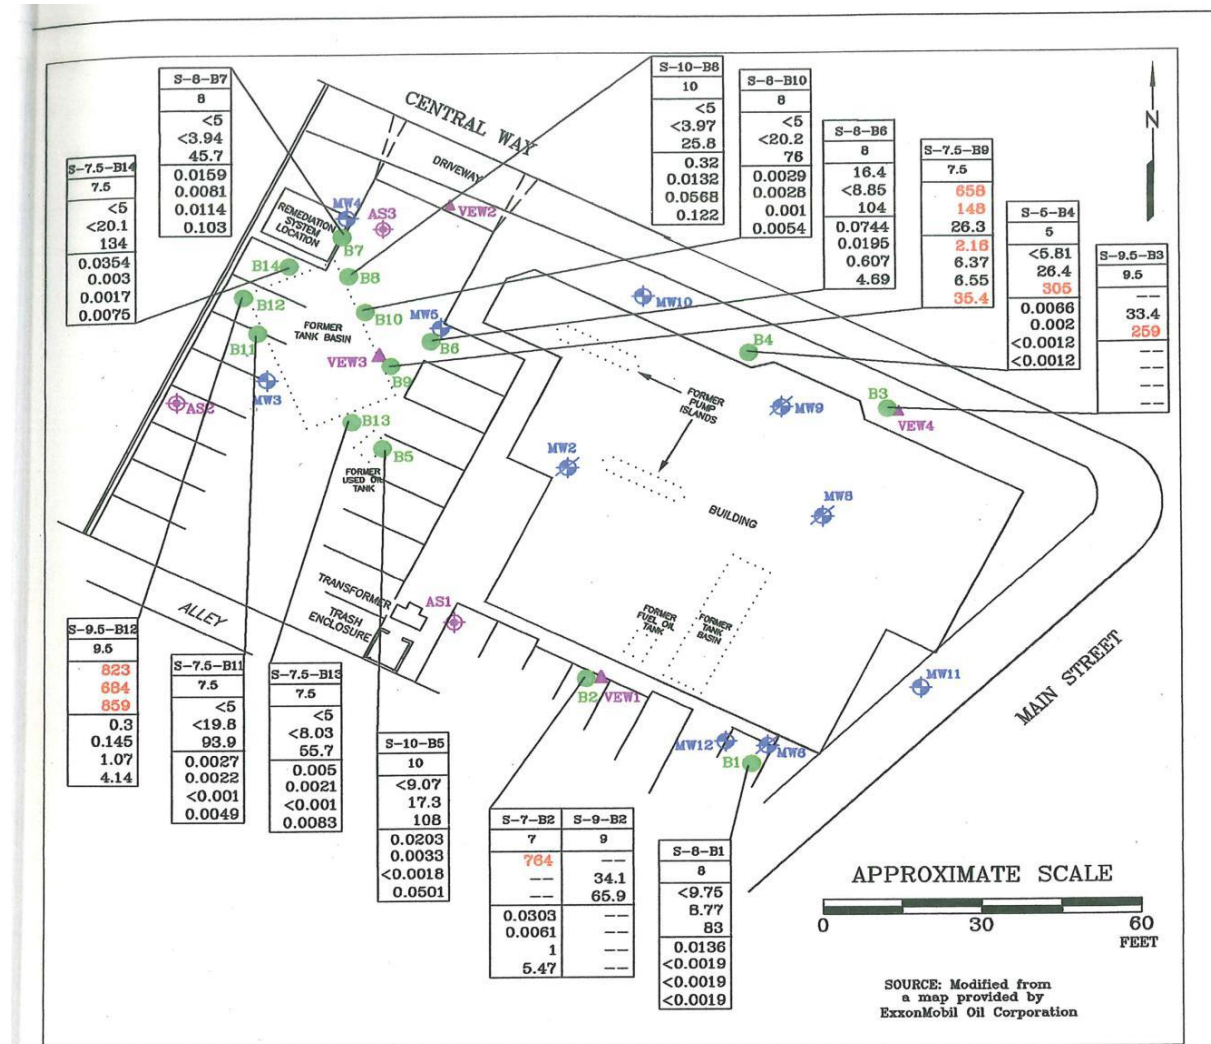 S-8-B7
8
<5
<3.94
45.7
0.0159
0.0081
0.0114
0.103
S-10-B8
10
<5
<3.97
25.8
0.32
0.0132
0.0568
0.122
S-8-B10
8
<5
<20.2
76
0.0029
0.0028
0.001
0.0054
S-8-B6
8
16.4
<8.85
104
0.0744
0.0195
0.607
4.69
S-7.5-B9
7.5
658
148
26.3
2.16
6.37
6.55
35.4
S-7.5-B14
7.5
<5
<20.1
134
0.0354
0.003
0.0017
0.0075
S-5-B4
5
<5.81
26.4
305
0.0066
0.002
<0.0012
<0.0012
S-9.5-B3
9.5
--
33.4
259
--
--
--
--
CENTRAL WAY
DRIVEWAY
N
REMEDIATION
SYSTEM
LOCATION
MW4
AS3
VEW2
B7
B14
B8
B12
B10
MW10
FORMER
TANK BASIN
MW5
B6
B11
VEW3
B9
B4
MW3
AS2
FORMER
PUMP
ISLANDS
MW9
B3
VEW4
B13
B5
MW2
FORMER
USED OIL
TANK
MW8
BUILDING
TRANSFORMER
TRASH
ENCLOSURE
AS1
ALLEY
FORMER
FUEL OIL
TANK
FORMER
TANK
BASIN
MAIN STREET
B2
VEW1
MW11
MW12
MW6
B1
S-9.5-B12
9.5
823
684
859
0.3
0.145
1.07
4.14
S-7.5-B11
7.5
<5
<19.8
93.9
0.0027
0.0022
<0.001
0.0049
S-7.5-B13
7.5
<5
<8.03
55.7
0.005
0.0021
<0.001
0.0083
S-10-B5
10
<9.07
17.3
108
0.0203
0.0033
<0.0018
0.0501
S-7-B2 S-9-B2
7 9
764 --
-- 34.1
-- 65.9
0.0303 --
0.0061 --
1 --
5.47 --
S-8-B1
8
<9.75
8.77
83
0.0136
<0.0019
<0.0019
<0.0019
APPROXIMATE SCALE
0 30 60
FEET
SOURCE: Modified from
a map provided by
ExxonMobil Oil Corporation